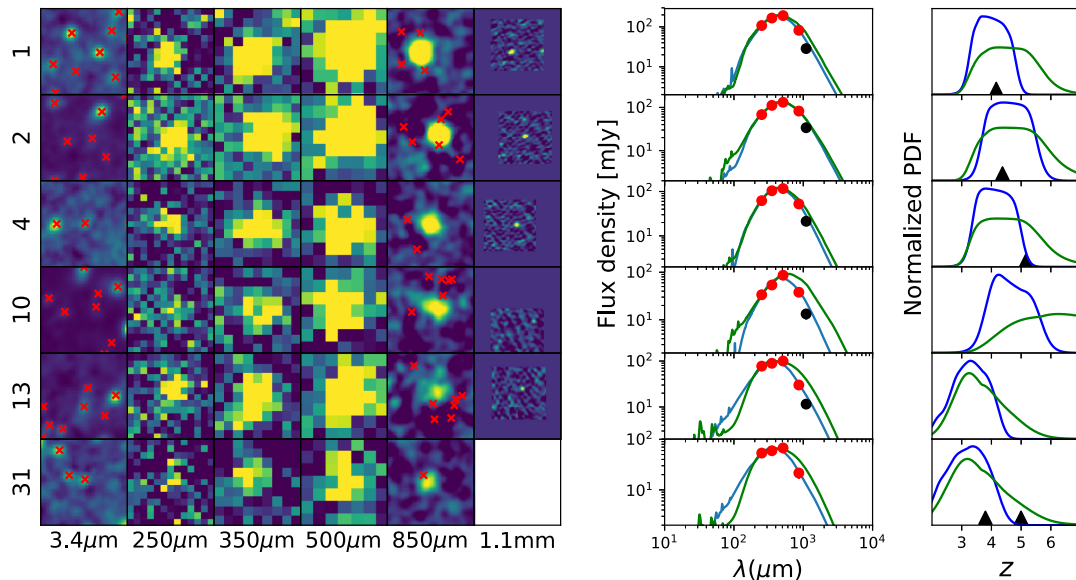 1
2
4
10
13
31
3.4μm 250μm 350μm 500μm 850μm 1.1mm
Flux density [mJy]
10²
10¹
10²
10¹
10²
10¹
10²
10¹
10²
10¹
10²
10¹
10¹ 10² 10³ 10⁴
λ(μm)
Normalized PDF
3 4 5 6
z